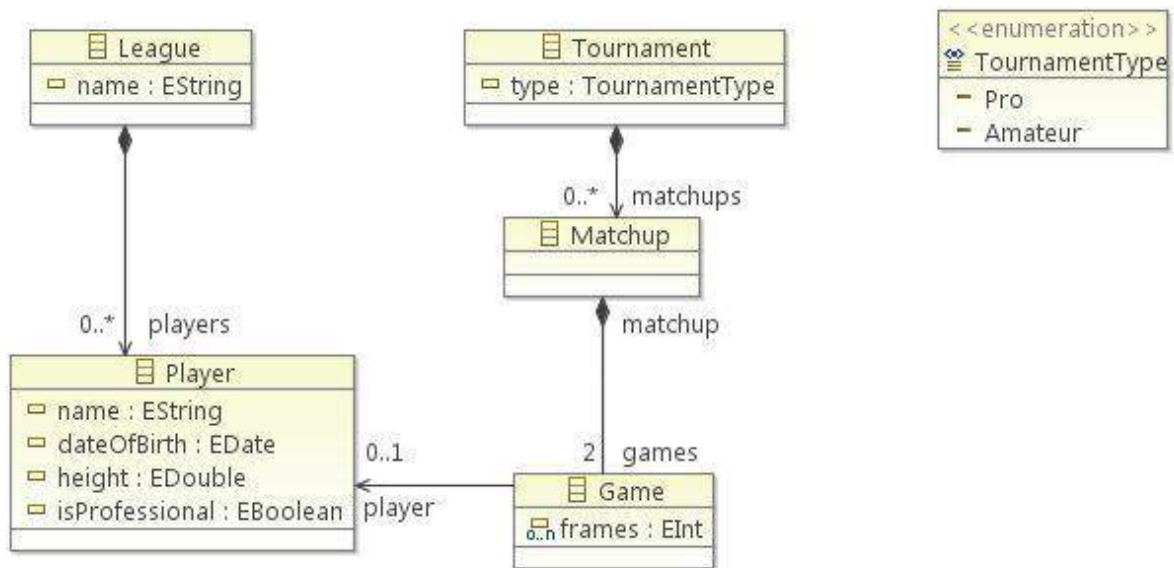 League
name : EString
Tournament
type : TournamentType
<<enumeration>>
TournamentType
Pro
Amateur
0..* matchups
Matchup
matchup
0..* players
Player
name : EString
dateOfBirth : EDate
height : EDouble
isProfessional : EBoolean
0..1
player
2 games
Game
0..n frames : EInt